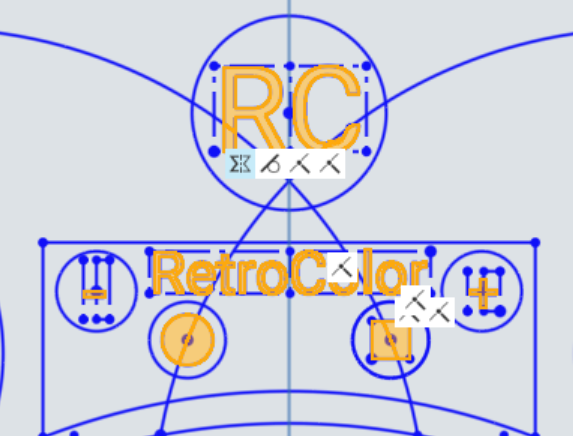 RC
RetroColor
- +